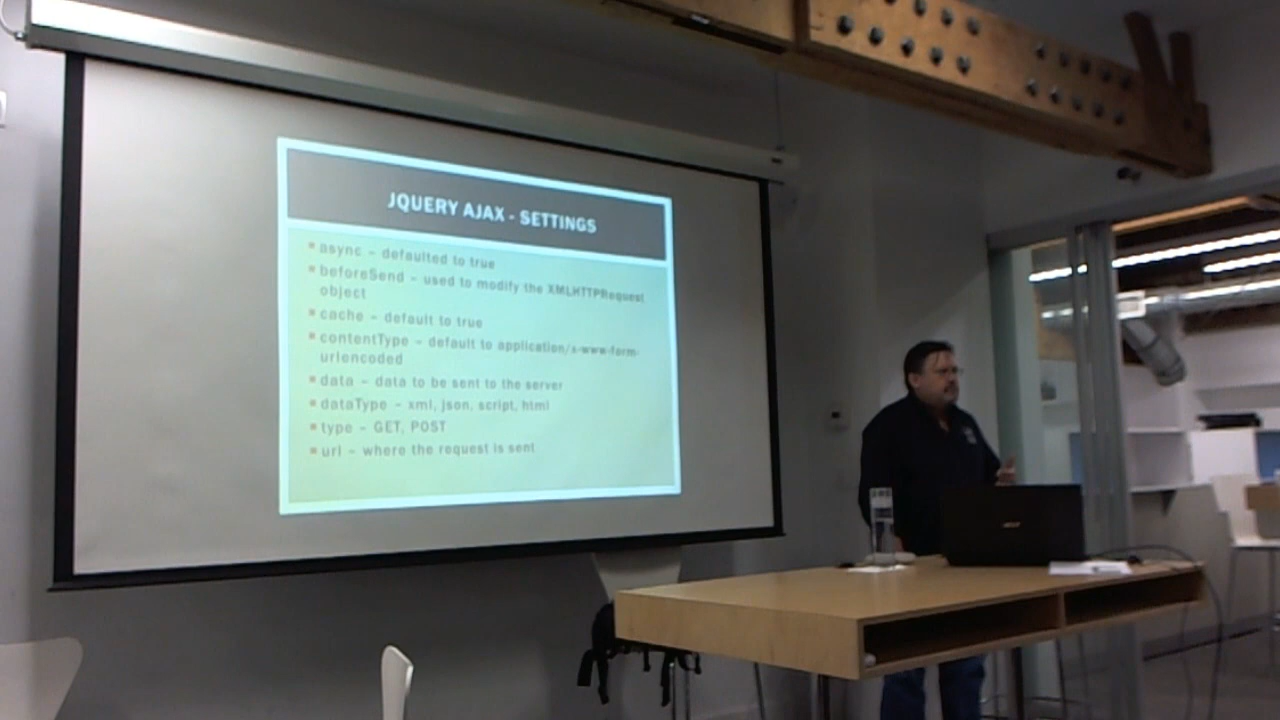 JQUERY AJAX - SETTINGS
async – defaulted to true
beforeSend – used to modify the XMLHTTPRequest
object
cache – default to true
contentType – default to application/x-www-form-
urlencoded
data – data to be sent to the server
dataType – xml, json, script, html
type – GET, POST
url – where the request is sent
acer